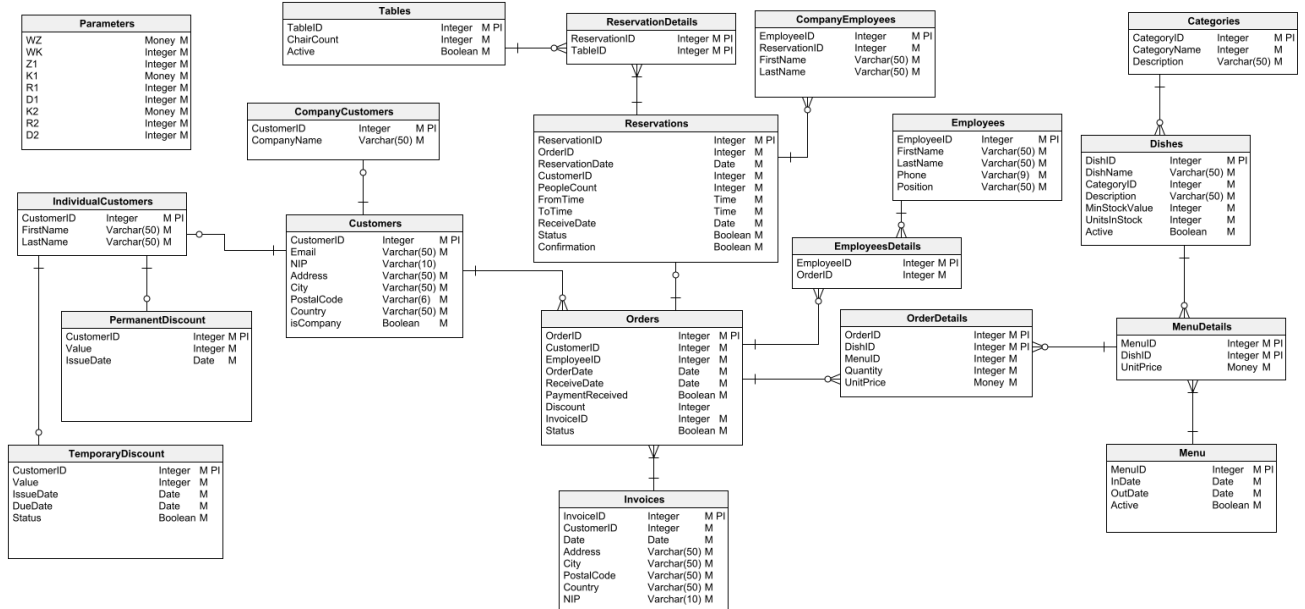 Parameters
WZ Money M
WK Integer M
Z1 Integer M
K1 Money M
R1 Integer M
D1 Integer M
K2 Money M
R2 Integer M
D2 Integer M
Tables
TableID Integer M PI
ChairCount Integer M
Active Boolean M
ReservationDetails
ReservationID Integer M PI
TableID Integer M PI
CompanyEmployees
EmployeeID Integer M PI
ReservationID Integer M
FirstName Varchar(50) M
LastName Varchar(50) M
Categories
CategoryID Integer M PI
CategoryName Integer M
Description Varchar(50) M
CompanyCustomers
CustomerID Integer M PI
CompanyName Varchar(50) M
Reservations
ReservationID Integer M PI
OrderID Integer M
ReservationDate Date M
CustomerID Integer M
PeopleCount Integer M
FromTime Time M
ToTime Time M
ReceiveDate Date M
Status Boolean M
Confirmation Boolean M
Employees
EmployeeID Integer M PI
FirstName Varchar(50) M
LastName Varchar(50) M
Phone Varchar(9) M
Position Varchar(50) M
Dishes
DishID Integer M PI
DishName Varchar(50) M
CategoryID Integer M
Description Varchar(50) M
MinStockValue Integer M
UnitsInStock Integer M
Active Boolean M
IndividualCustomers
CustomerID Integer M PI
FirstName Varchar(50) M
LastName Varchar(50) M
Customers
CustomerID Integer M PI
Email Varchar(50) M
NIP Varchar(10)
Address Varchar(50) M
City Varchar(50) M
PostalCode Varchar(6) M
Country Varchar(50) M
isCompany Boolean M
EmployeesDetails
EmployeeID Integer M PI
OrderID Integer M
PermanentDiscount
CustomerID Integer M PI
Value Integer M
IssueDate Date M
Orders
OrderID Integer M PI
CustomerID Integer M
EmployeeID Integer M
OrderDate Date M
ReceiveDate Date M
PaymentReceived Boolean M
Discount Integer
InvoiceID Integer M
Status Boolean M
OrderDetails
OrderID Integer M PI
DishID Integer M PI
MenuID Integer M
Quantity Integer M
UnitPrice Money M
MenuDetails
MenuID Integer M PI
DishID Integer M PI
UnitPrice Money M
TemporaryDiscount
CustomerID Integer M PI
Value Integer M
IssueDate Date M
DueDate Date M
Status Boolean M
Menu
MenuID Integer M PI
InDate Date M
OutDate Date M
Active Boolean M
Invoices
InvoiceID Integer M PI
CustomerID Integer M
Date Date M
Address Varchar(50) M
City Varchar(50) M
PostalCode Varchar(50) M
Country Varchar(50) M
NIP Varchar(10) M